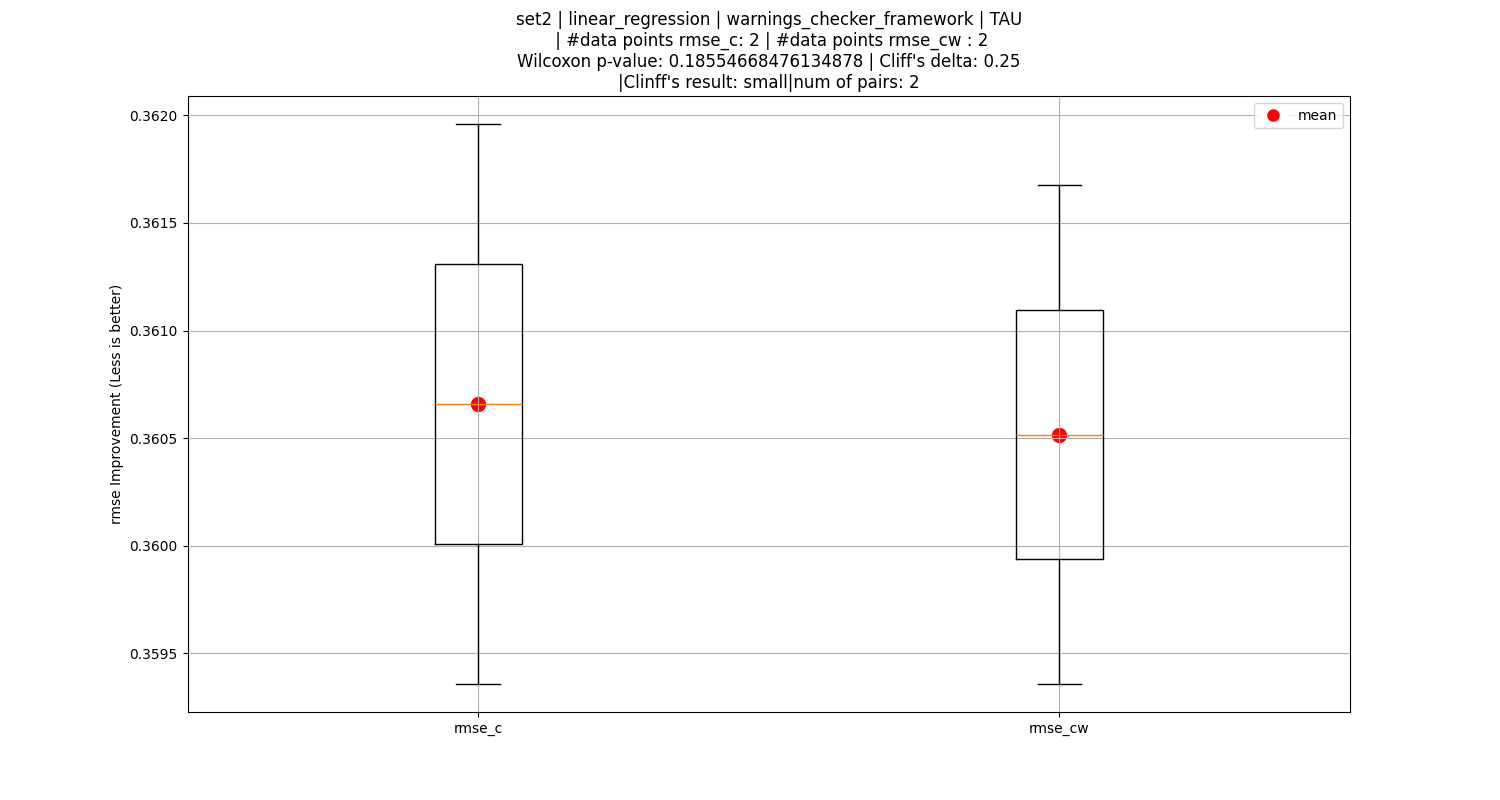 set2 | linear_regression | warnings_checker_framework | TAU
| #data points rmse_c: 2 | #data points rmse_cw : 2
Wilcoxon p-value: 0.18554668476134878 | Cliff's delta: 0.25
|Clinff's result: small|num of pairs: 2
mean
rmse Improvement (Less is better)
0.3620
0.3615
0.3610
0.3605
0.3600
0.3595
rmse_c
rmse_cw